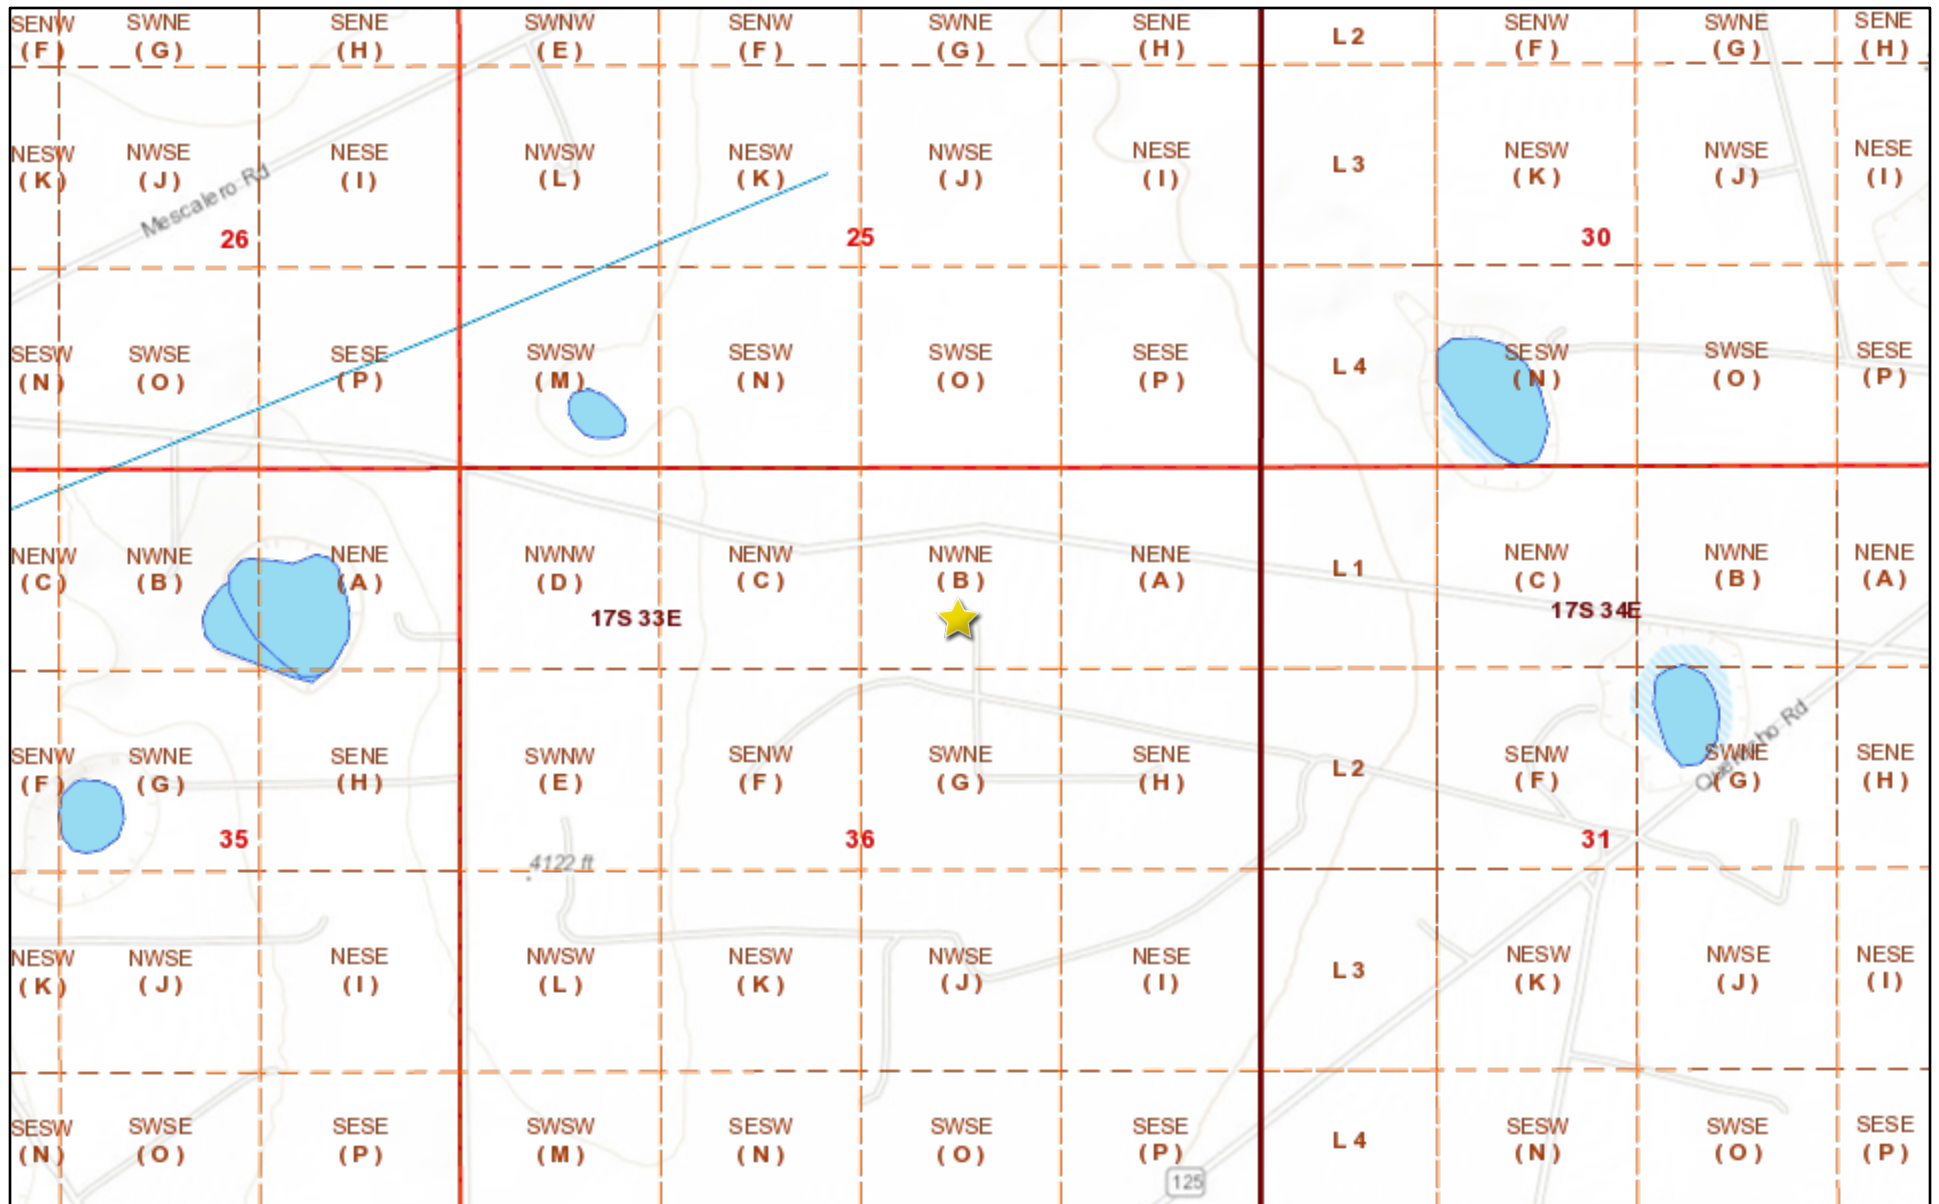 SENW SWNE SENE SWNW SENW SWNE SENE L 2 SENW SWNE SENE
(F) (G) (H) (E) (F) (G) (H) (F) (G) (H)
NESW NWSE NESE NWSW NESW NWSE NESE L 3 NESW NWSE NESE
(K) (J) (I) (L) (K) (J) (I) (K) (J) (I)
Mescalero Rd
26 25 30
SESW SWSE SESE SWSW SESW SWSE SESE L 4 SESW SWSE SESE
(N) (O) (P) (M) (N) (O) (P) (N) (O) (P)
NENW NWNE NENE NWNW NENW NWNE NENE L 1 NENW NWNE NENE
(C) (B) (A) (D) (C) (B) (A) (C) (B) (A)
17S 33E 17S 34E
SENW SWNE SENE SWNW SENW SWNE SENE L 2 SENW SWNE SENE
(F) (G) (H) (E) (F) (G) (H) (F) (G) (H)
Rd
35 36 31
4122 ft
NESW NWSE NESE NWSW NESW NWSE NESE L 3 NESW NWSE NESE
(K) (J) (I) (L) (K) (J) (I) (K) (J) (I)
SESW SWSE SESE SWSW SESW SWSE SESE L 4 SESW SWSE SESE
(N) (O) (P) (M) (N) (O) (P) (N) (O) (P)
125